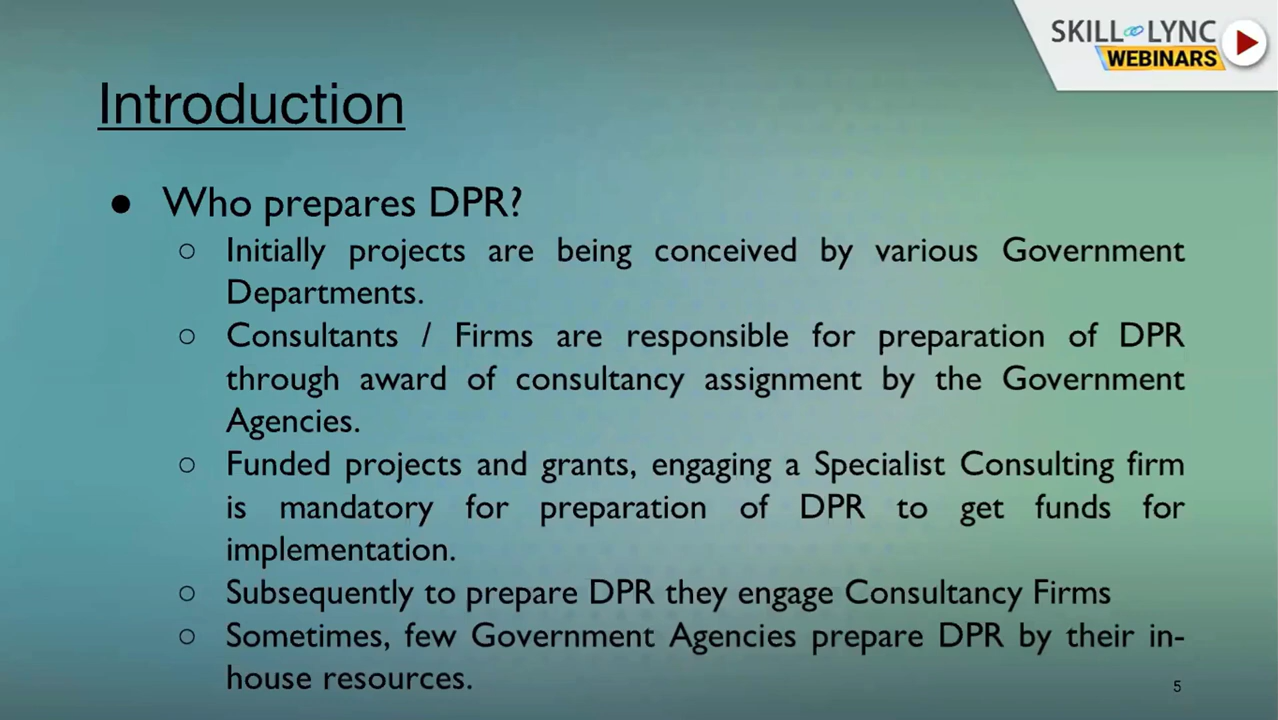 SKILL LYNC
WEBINARS
Introduction
● Who prepares DPR?
○ Initially projects are being conceived by various Government
Departments.
○ Consultants / Firms are responsible for preparation of DPR
through award of consultancy assignment by the Government
Agencies.
○ Funded projects and grants, engaging a Specialist Consulting firm
is mandatory for preparation of DPR to get funds for
implementation.
○ Subsequently to prepare DPR they engage Consultancy Firms
○ Sometimes, few Government Agencies prepare DPR by their in-
house resources.
5